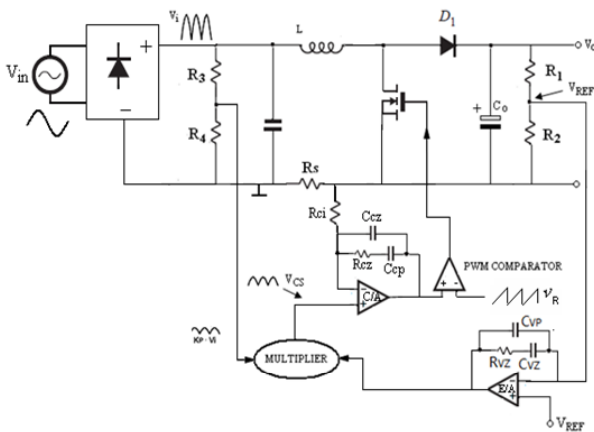 Vi
D1
L
Vo
Vin
+
−
R3
R1
VREF
+
Co
R4
R2
Rs
Rci
Ccz
Rcz
Ccp
PWM COMPARATOR
+ -
VCS
−
C/A
+
VR
KP · Vi
MULTIPLIER
CVP
RVZ
CVZ
−
E/A
+
VREF